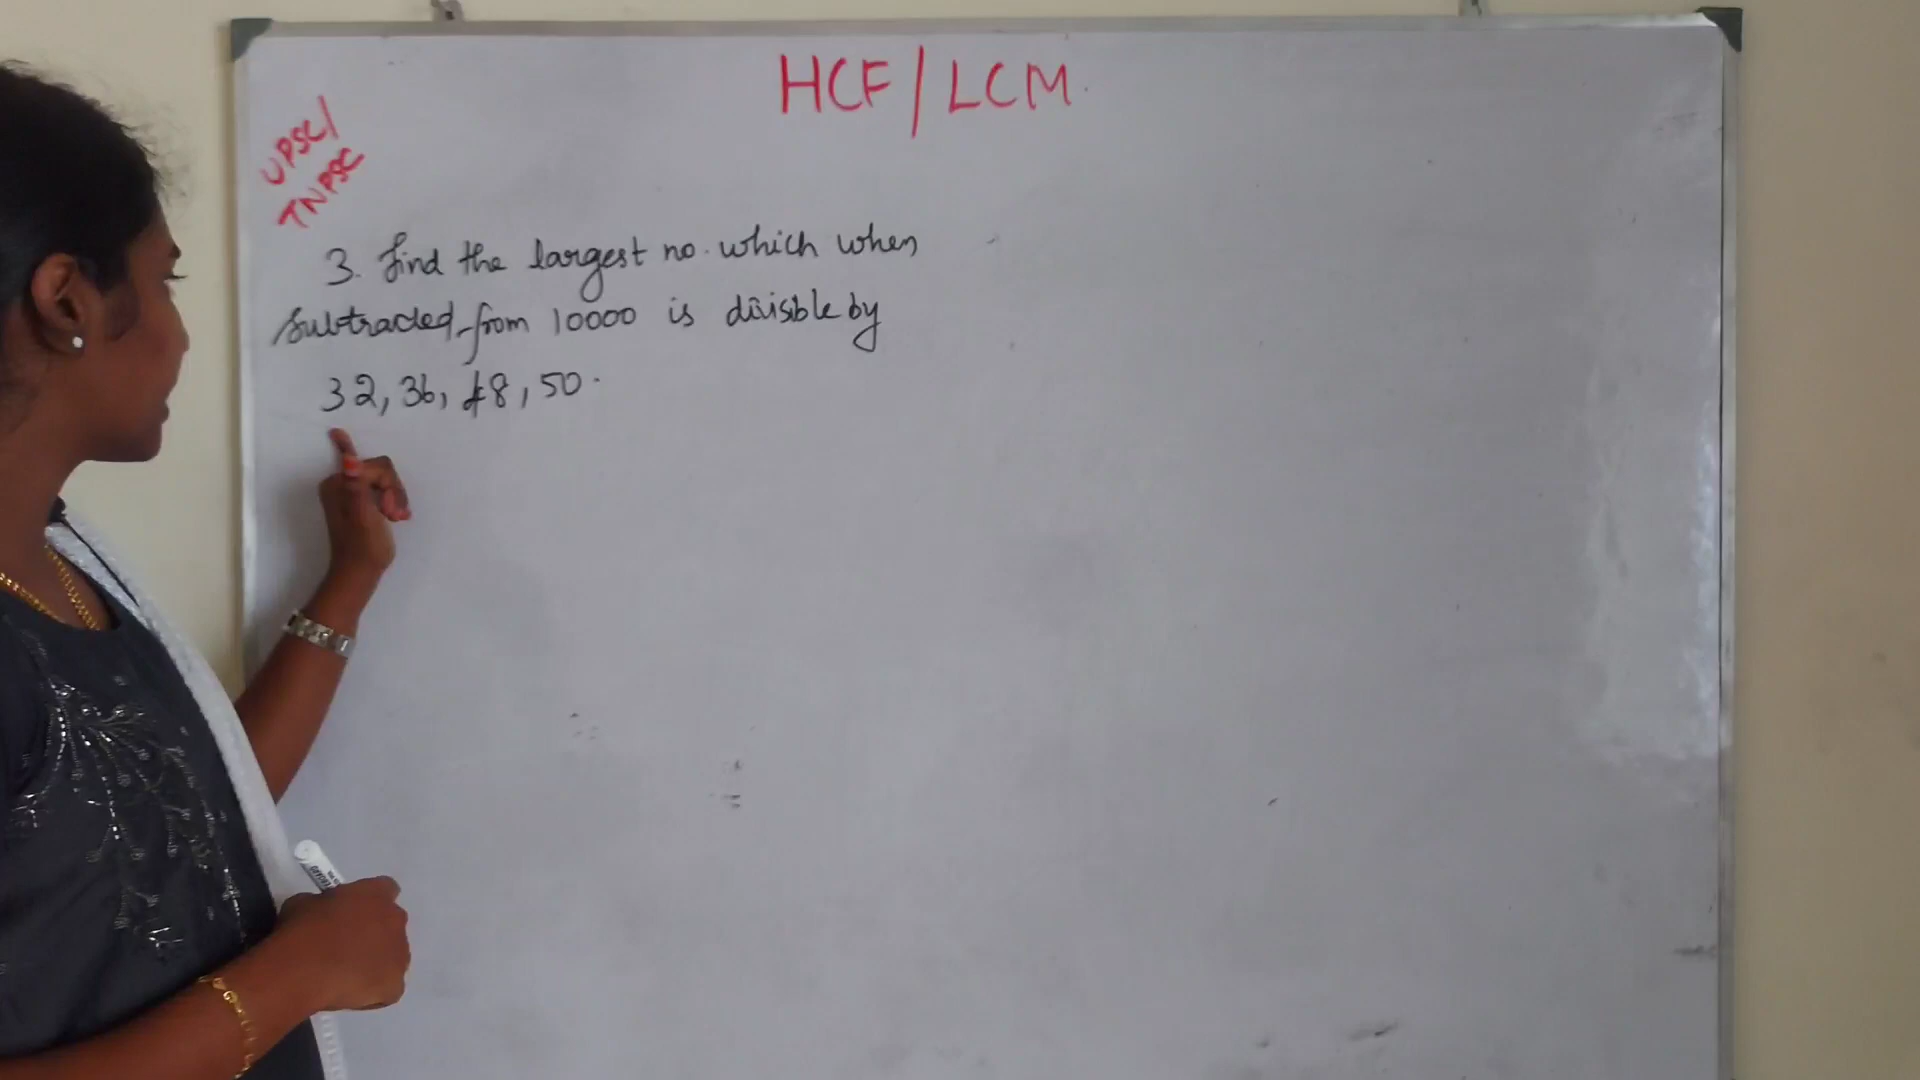 HCF/LCM
UPSC/
TNPSC
3. Find the largest no. which when
subtracted from 10000 is divisible by
32, 36, 48, 50.